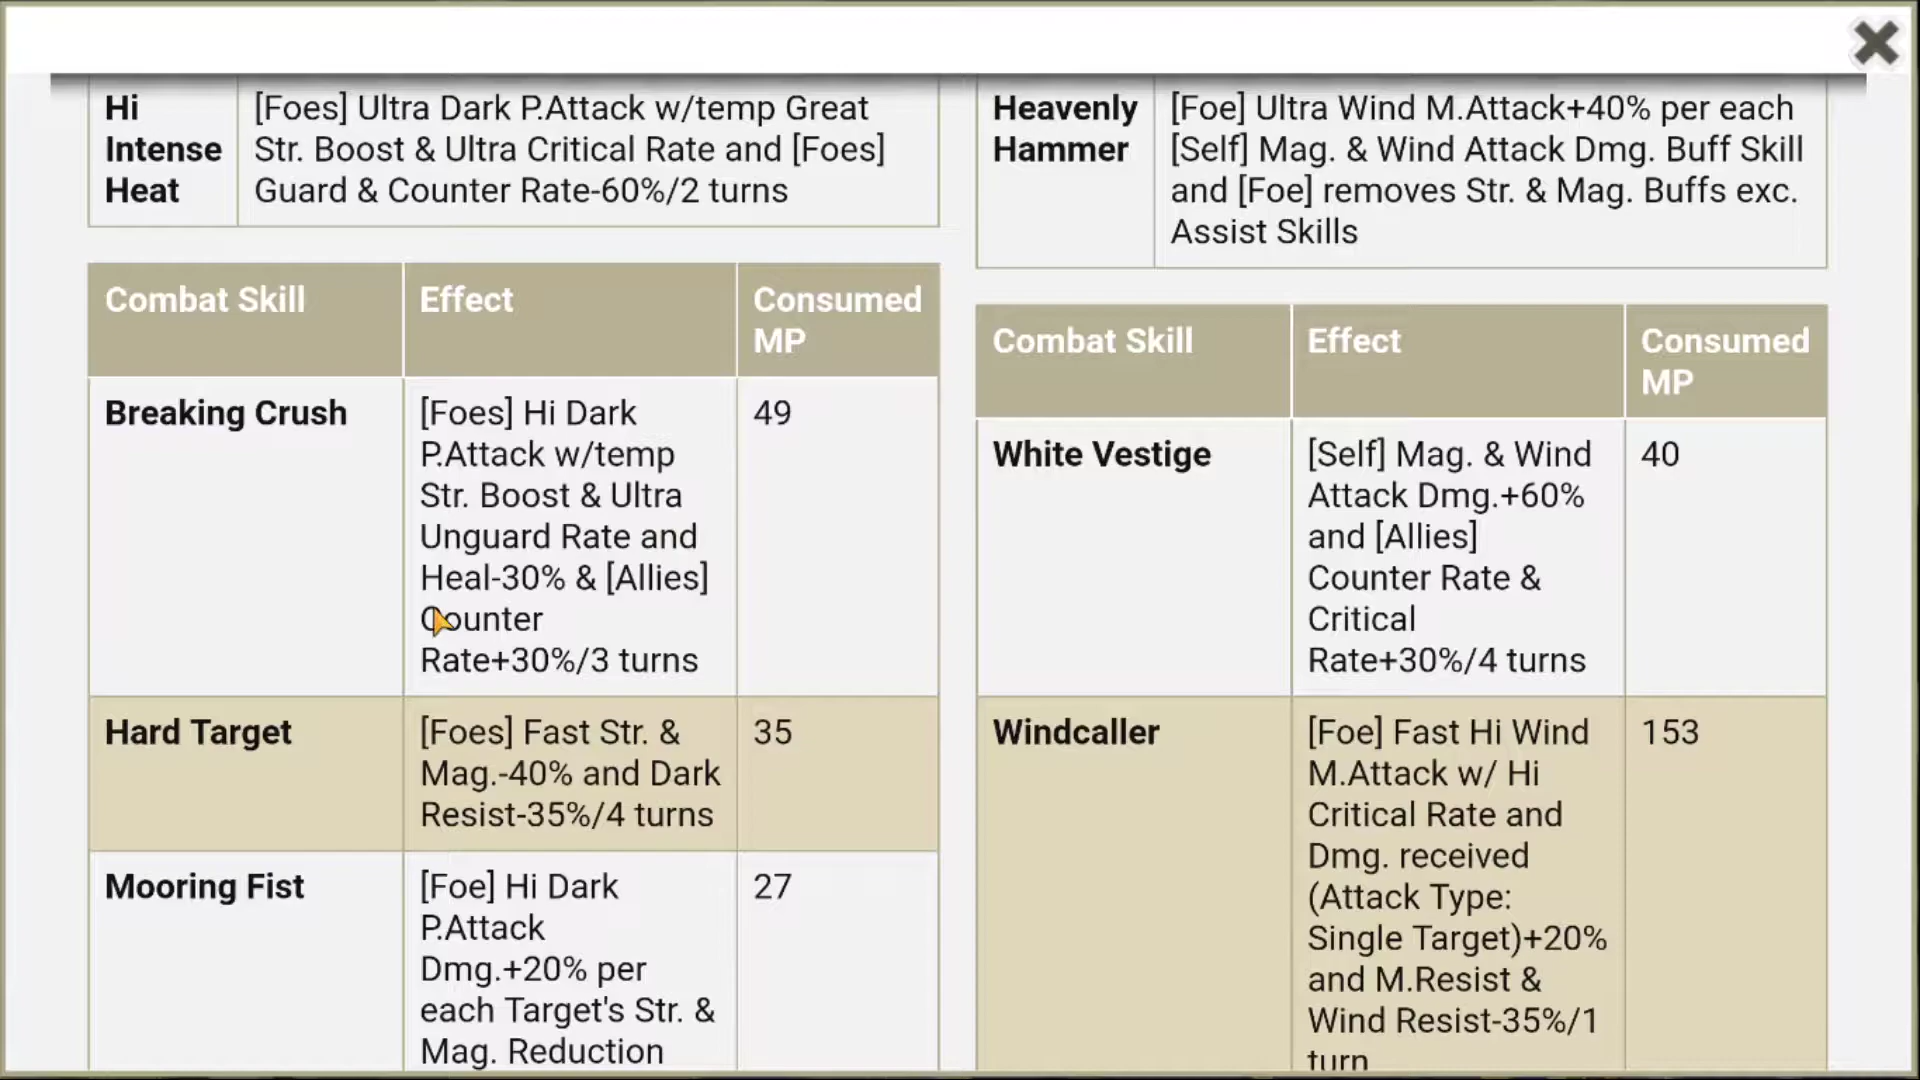 Hi
Intense
Heat
[Foes] Ultra Dark P.Attack w/temp Great
Str. Boost & Ultra Critical Rate and [Foes]
Guard & Counter Rate-60%/2 turns
Combat Skill
Effect
Consumed
MP
Breaking Crush
[Foes] Hi Dark
P.Attack w/temp
Str. Boost & Ultra
Unguard Rate and
Heal-30% & [Allies]
Counter
Rate+30%/3 turns
49
Hard Target
[Foes] Fast Str. &
Mag.-40% and Dark
Resist-35%/4 turns
35
Mooring Fist
[Foe] Hi Dark
P.Attack
Dmg.+20% per
each Target's Str. &
Mag. Reduction
27
Heavenly
Hammer
[Foe] Ultra Wind M.Attack+40% per each
[Self] Mag. & Wind Attack Dmg. Buff Skill
and [Foe] removes Str. & Mag. Buffs exc.
Assist Skills
Combat Skill
Effect
Consumed
MP
White Vestige
[Self] Mag. & Wind
Attack Dmg.+60%
and [Allies]
Counter Rate &
Critical
Rate+30%/4 turns
40
Windcaller
[Foe] Fast Hi Wind
M.Attack w/ Hi
Critical Rate and
Dmg. received
(Attack Type:
Single Target)+20%
and M.Resist &
Wind Resist-35%/1
turn
153